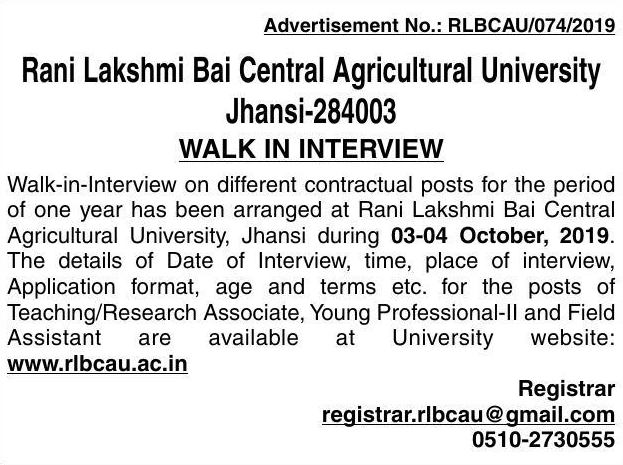 Advertisement No.: RLBCAU/074/2019
Rani Lakshmi Bai Central Agricultural University
Jhansi-284003
WALK IN INTERVIEW
Walk-in-Interview on different contractual posts for the period
of one year has been arranged at Rani Lakshmi Bai Central
Agricultural University, Jhansi during 03-04 October, 2019.
The details of Date of Interview, time, place of interview,
Application format, age and terms etc. for the posts of
Teaching/Research Associate, Young Professional-II and Field
Assistant are available at University website:
www.rlbcau.ac.in
Registrar
registrar.rlbcau@gmail.com
0510-2730555